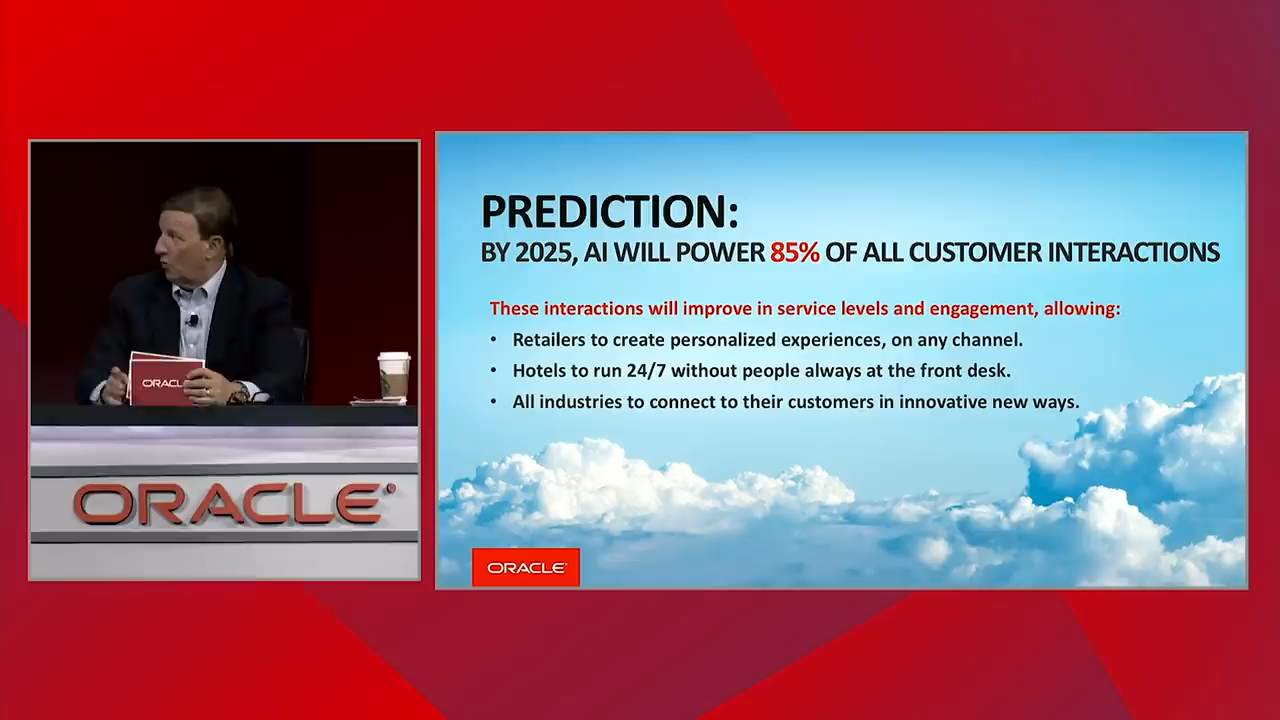 PREDICTION:
BY 2025, AI WILL POWER 85% OF ALL CUSTOMER INTERACTIONS
These interactions will improve in service levels and engagement, allowing:
• Retailers to create personalized experiences, on any channel.
• Hotels to run 24/7 without people always at the front desk.
• All industries to connect to their customers in innovative new ways.
ORACLE
ORACLE
ORACLE